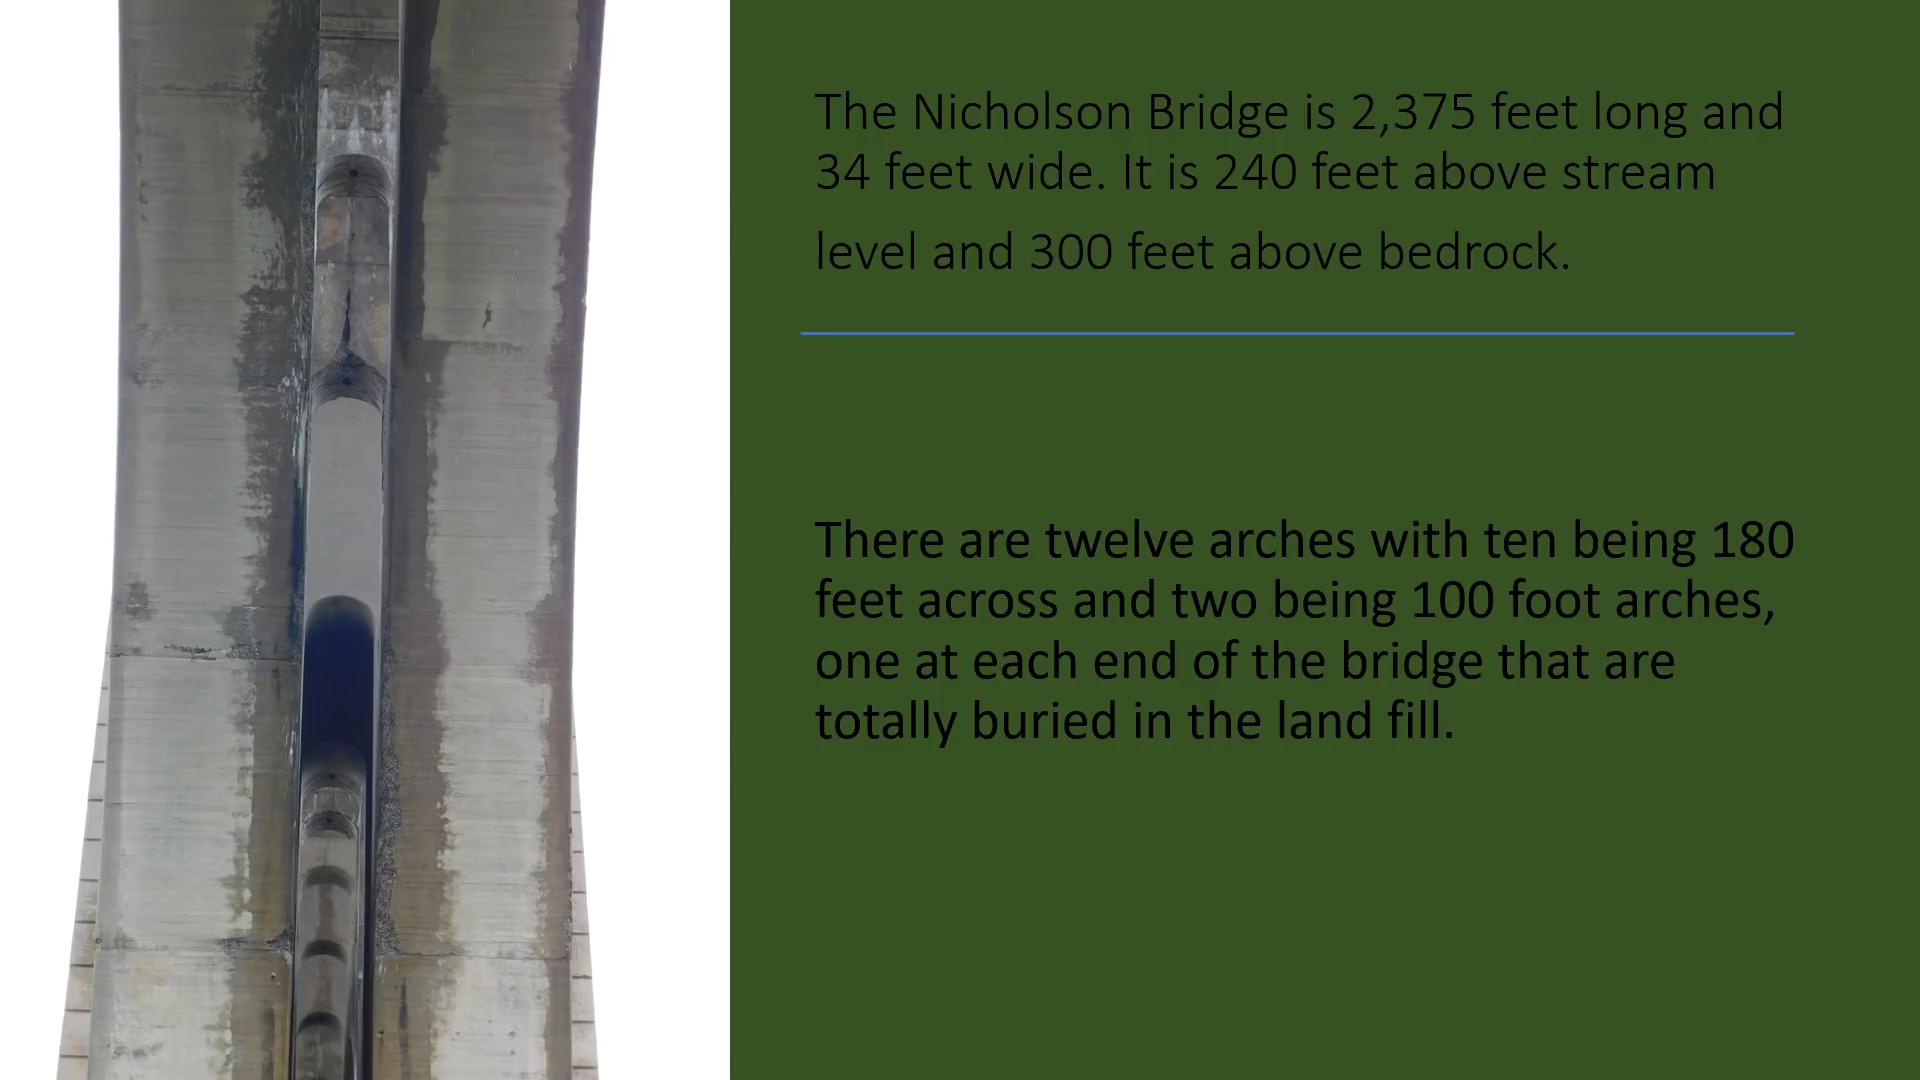 The Nicholson Bridge is 2,375 feet long and
34 feet wide. It is 240 feet above stream
level and 300 feet above bedrock.
There are twelve arches with ten being 180
feet across and two being 100 foot arches,
one at each end of the bridge that are
totally buried in the land fill.